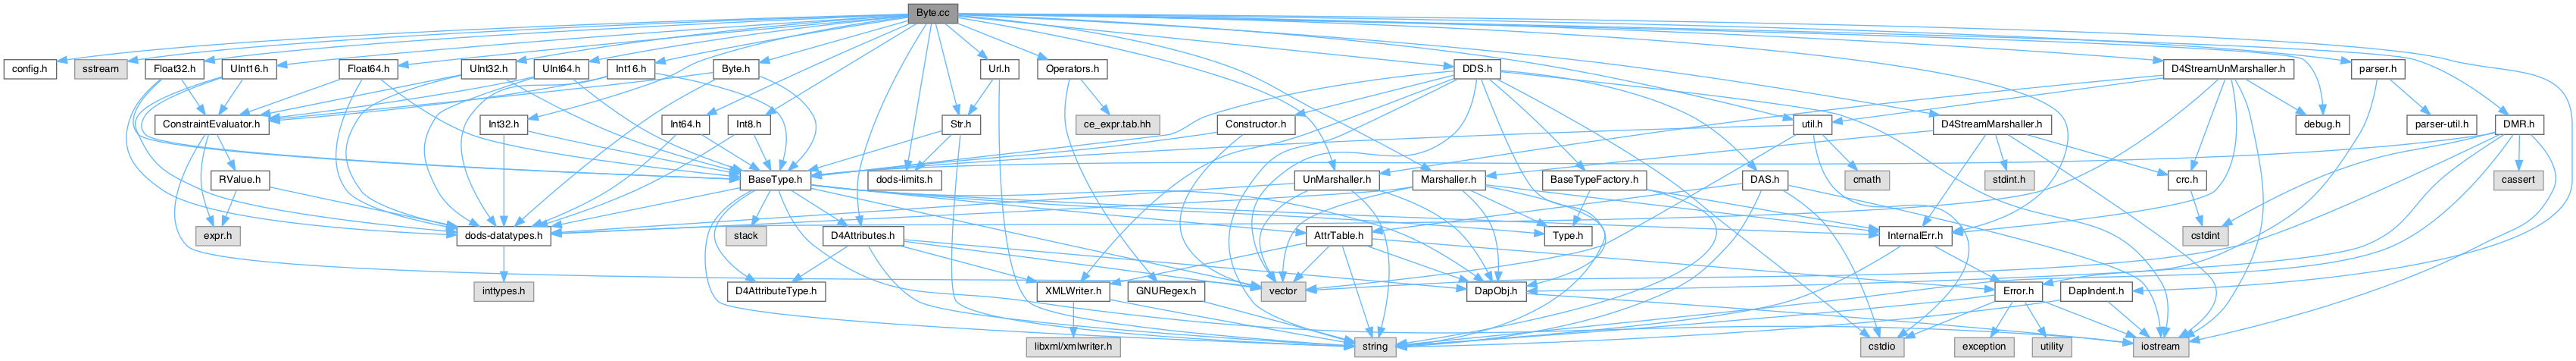 Byte.cc
config.h
sstream
Float32.h
UInt16.h
Float64.h
UInt32.h
UInt64.h
Int16.h
Byte.h
Url.h
Operators.h
DDS.h
D4StreamUnMarshaller.h
parser.h
ConstraintEvaluator.h
Int32.h
Int64.h
Int8.h
Str.h
ce_expr.tab.hh
Constructor.h
util.h
D4StreamMarshaller.h
debug.h
parser-util.h
DMR.h
RValue.h
BaseType.h
dods-limits.h
UnMarshaller.h
Marshaller.h
BaseTypeFactory.h
DAS.h
cmath
stdint.h
crc.h
cassert
expr.h
dods-datatypes.h
stack
D4Attributes.h
AttrTable.h
Type.h
InternalErr.h
cstdint
inttypes.h
D4AttributeType.h
XMLWriter.h
GNURegex.h
vector
DapObj.h
Error.h
DapIndent.h
libxml/xmlwriter.h
string
cstdio
exception
utility
iostream